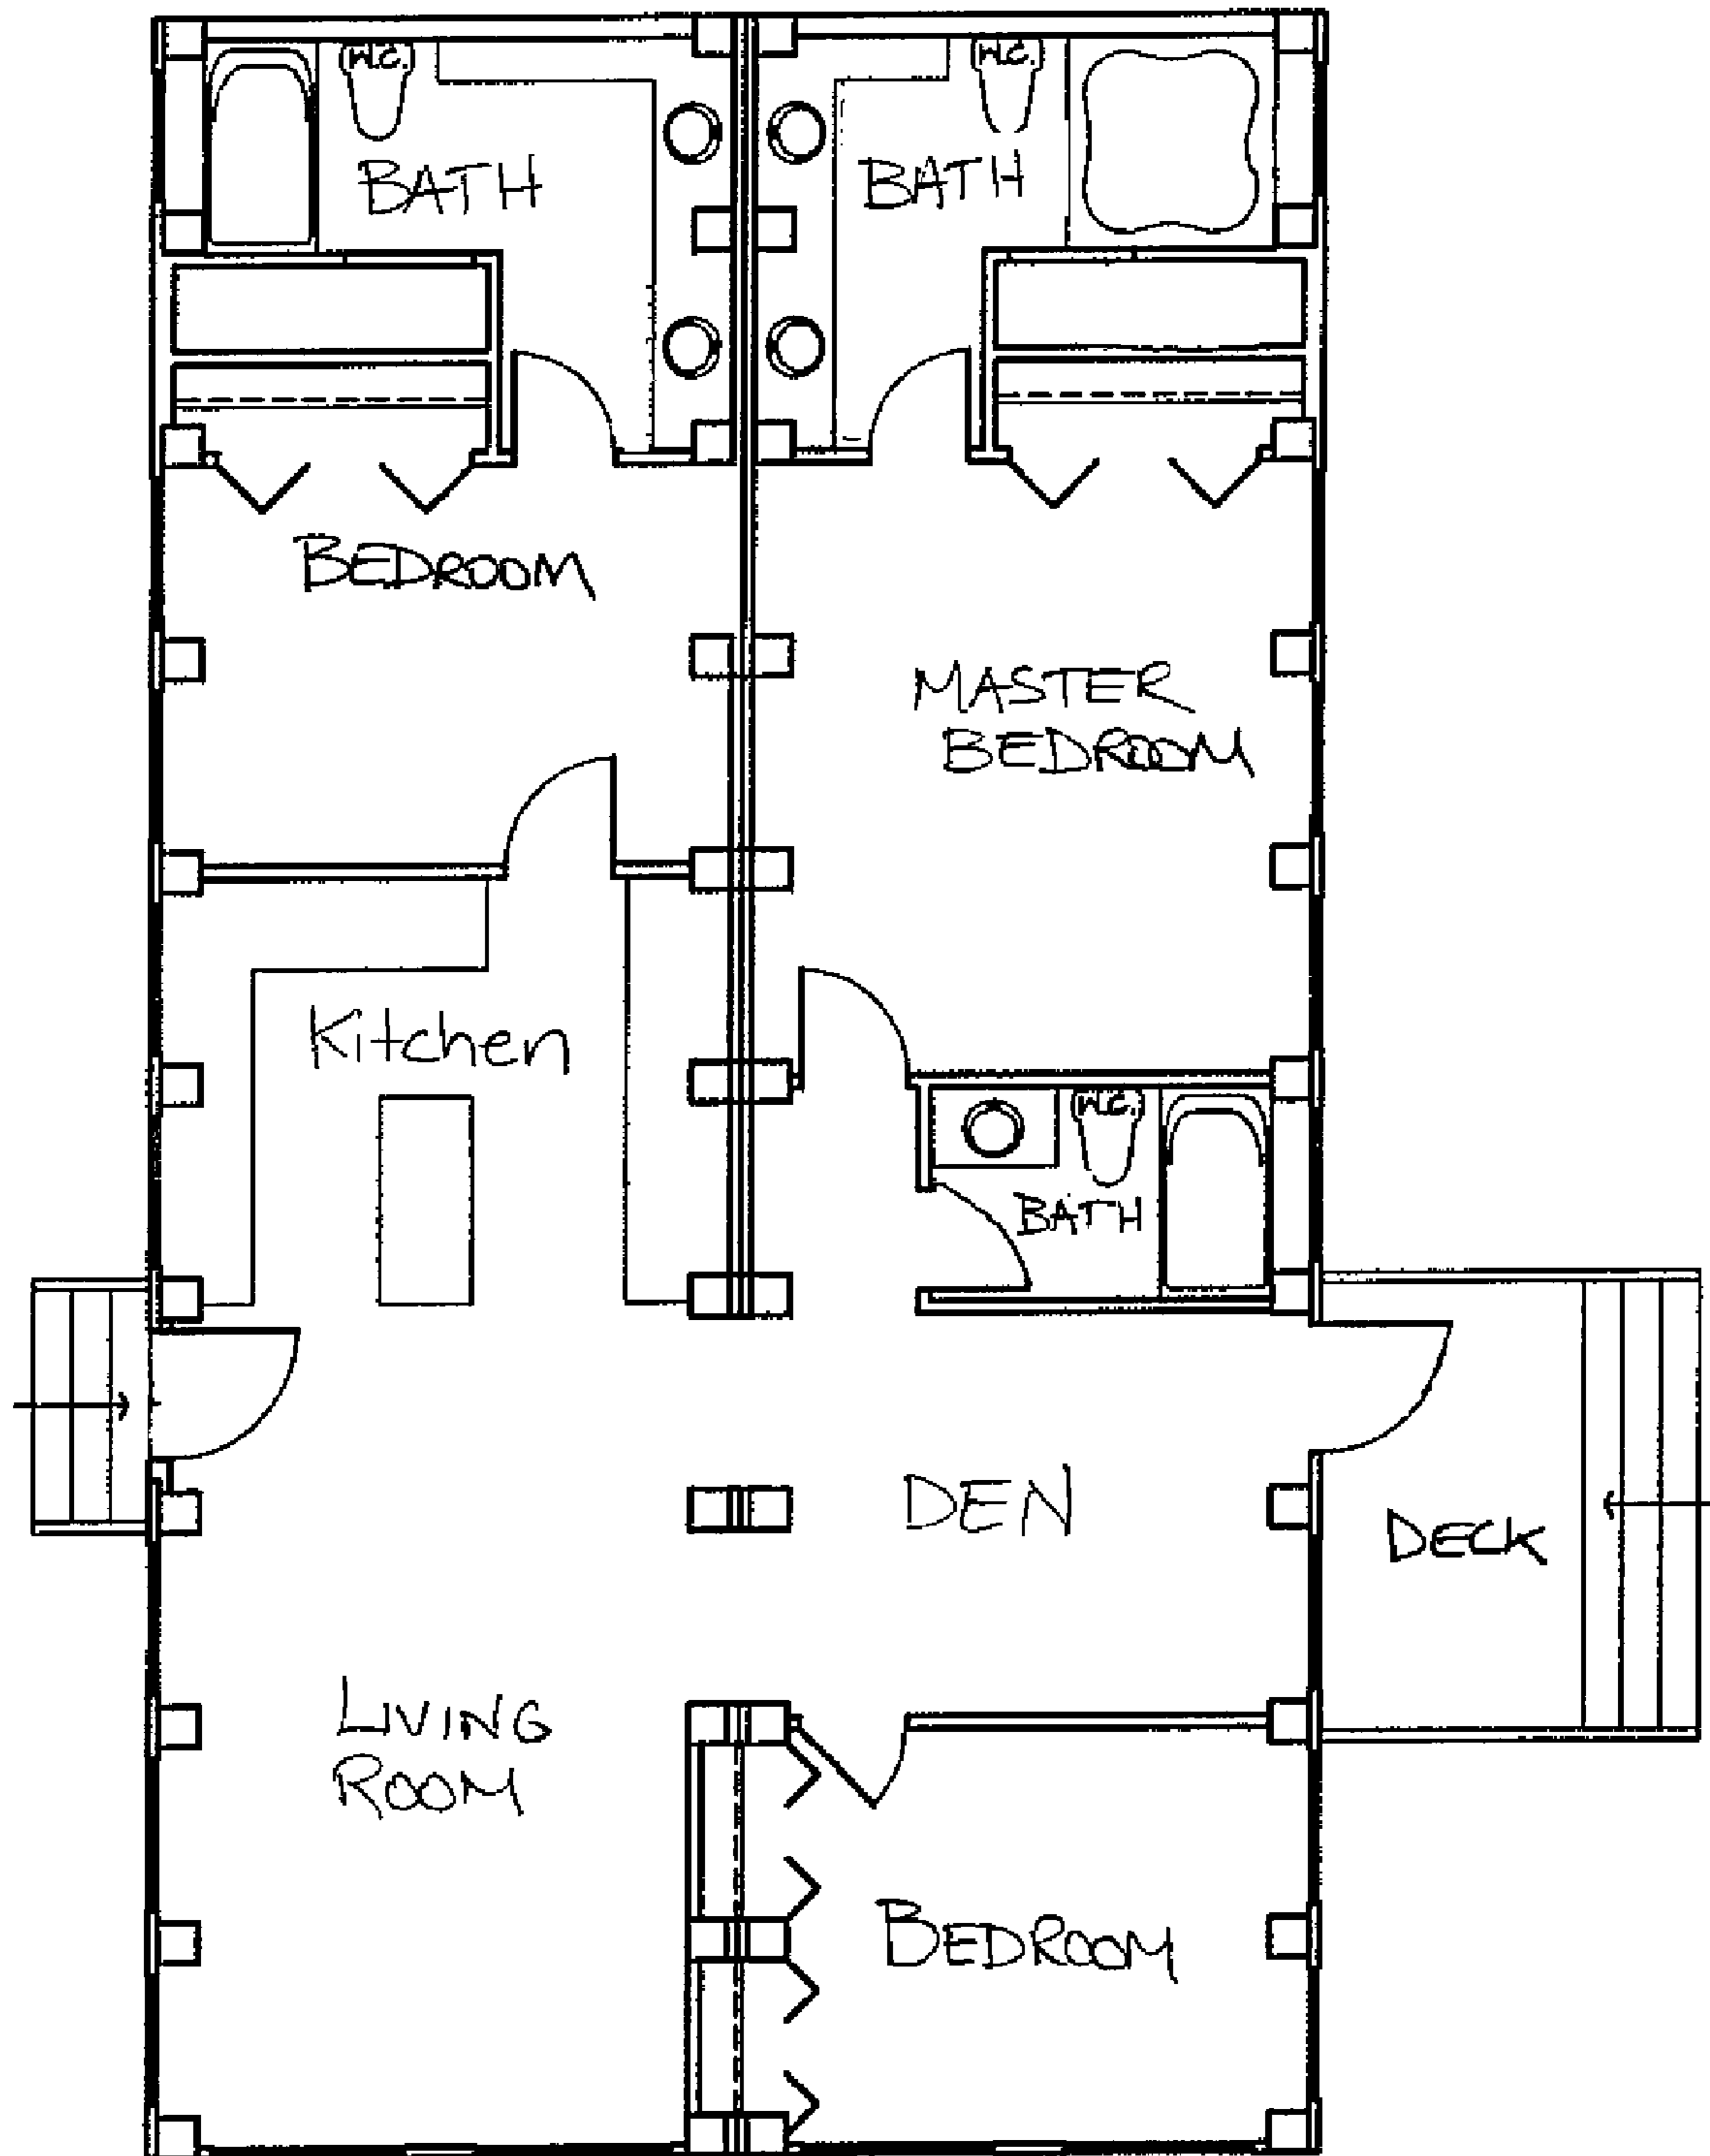 W.C.
W.C.
BATH
BATH
BEDROOM
MASTER
BEDROOM
Kitchen
W.C.
BATH
DEN
DECK
LIVING
ROOM
BEDROOM